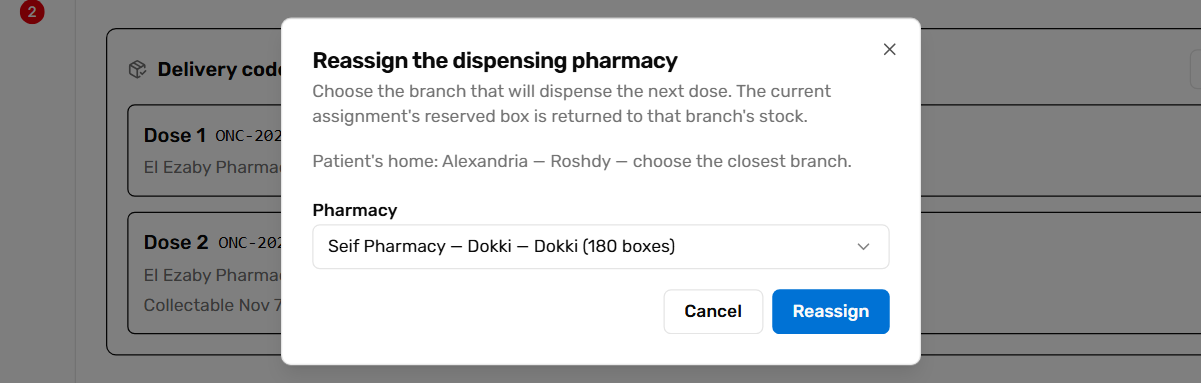 2
Reassign the dispensing pharmacy
Choose the branch that will dispense the next dose. The current
assignment's reserved box is returned to that branch's stock.
Patient's home: Alexandria — Roshdy — choose the closest branch.
Pharmacy
Seif Pharmacy — Dokki — Dokki (180 boxes)
Cancel
Reassign
Delivery
Dose 1 ONC-202
El Ezaby
Dose 2 ONC-202
El Ezaby
Collectable Nov 7